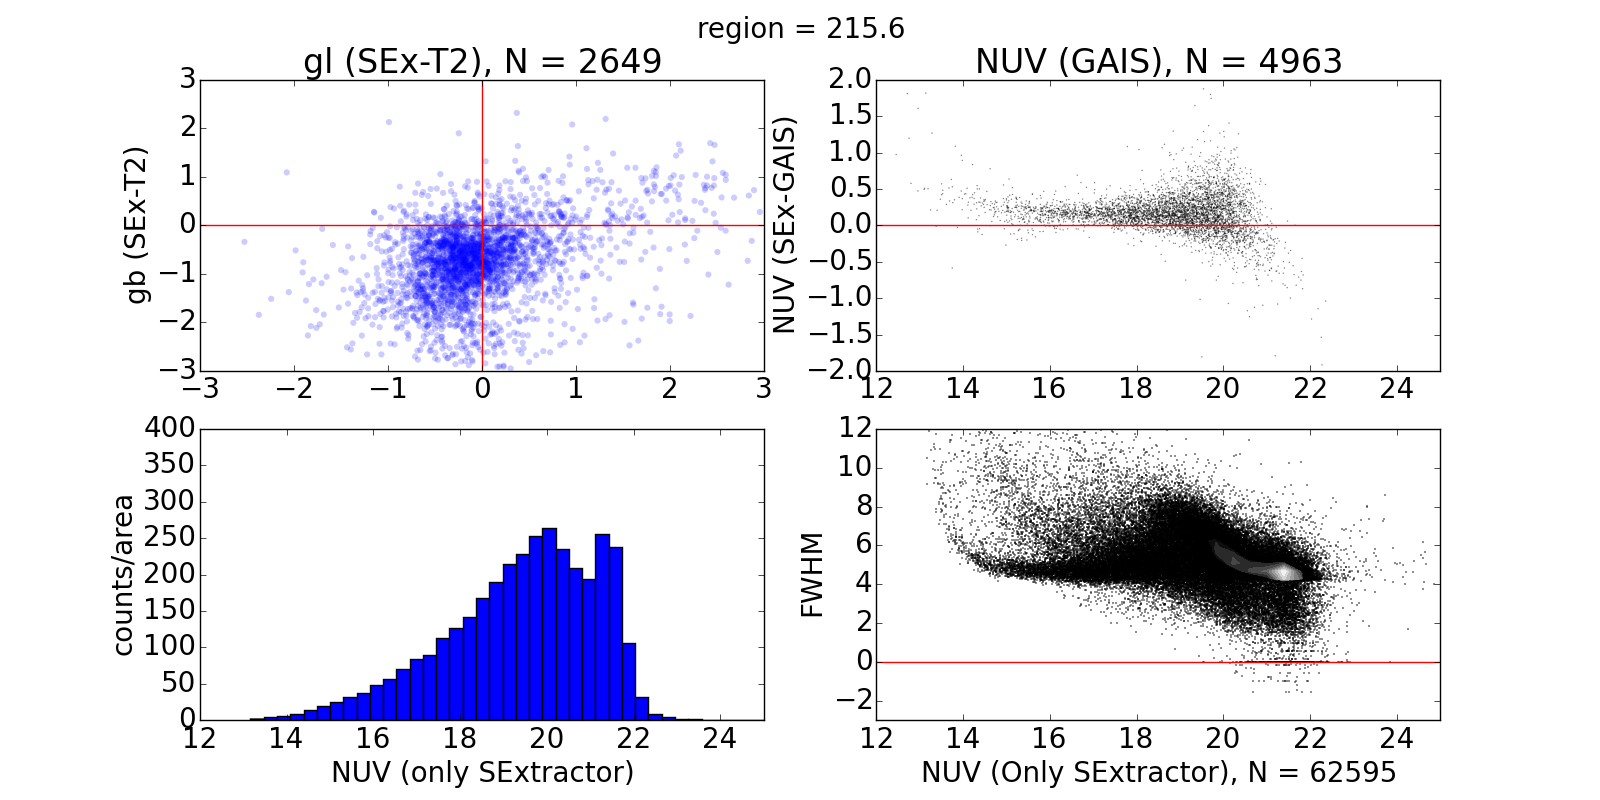 region = 215.6
gl (SEx-T2), N = 2649
NUV (GAIS), N = 4963
3
2
1
0
−1
−2
−3
gb (SEx-T2)
−3 −2 −1 0 1 2 3
2.0
1.5
1.0
0.5
0.0
−0.5
−1.0
−1.5
−2.0
NUV (SEx-GAIS)
12 14 16 18 20 22 24
400
350
300
250
200
150
100
50
0
counts/area
12 14 16 18 20 22 24
NUV (only SExtractor)
12
10
8
6
4
2
0
−2
FWHM
12 14 16 18 20 22 24
NUV (Only SExtractor), N = 62595